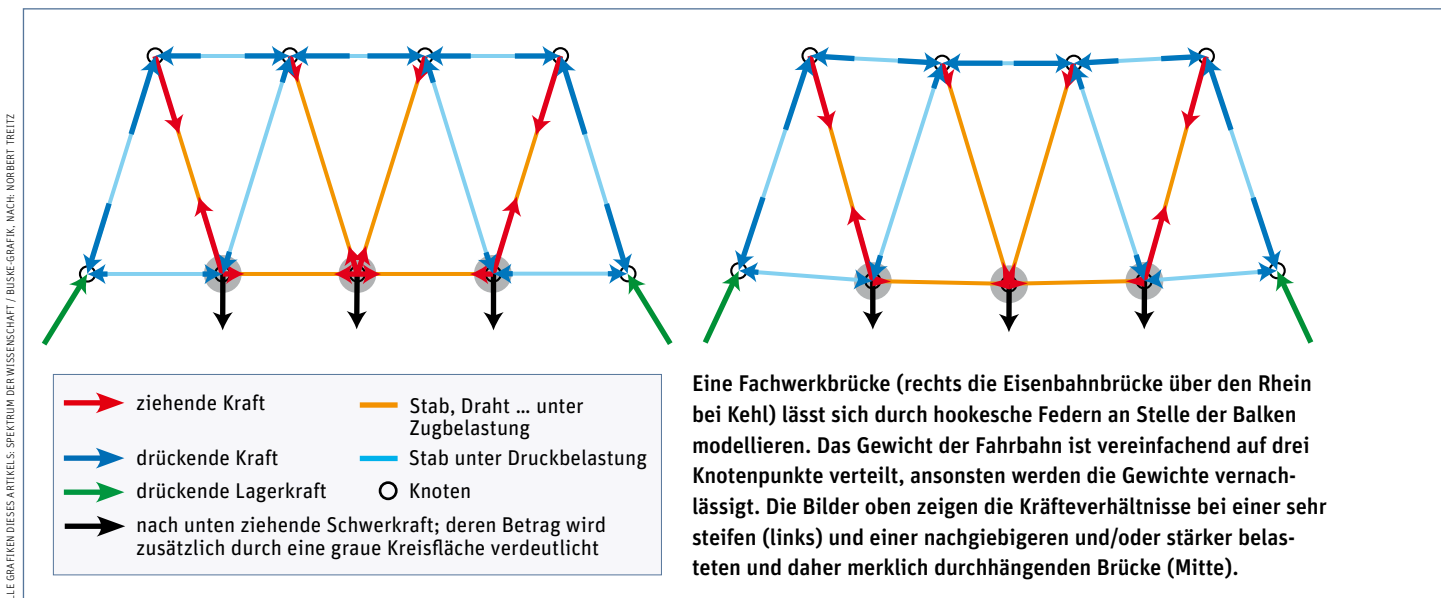 LLE GRAFIKEN DIESES ARTIKELS: SPEKTRUM DER WISSENSCHAFT / BUSKE-GRAFIK, NACH: NORBERT TREITZ
ziehende Kraft
drückende Kraft
drückende Lagerkraft
nach unten ziehende Schwerkraft; deren Betrag wird
zusätzlich durch eine graue Kreisfläche verdeutlicht
Stab, Draht ... unter
Zugbelastung
Stab unter Druckbelastung
Knoten
Eine Fachwerkbrücke (rechts die Eisenbahnbrücke über den Rhein
bei Kehl) lässt sich durch hookesche Federn an Stelle der Balken
modellieren. Das Gewicht der Fahrbahn ist vereinfachend auf drei
Knotenpunkte verteilt, ansonsten werden die Gewichte vernach-
lässigt. Die Bilder oben zeigen die Kräfteverhältnisse bei einer sehr
steifen (links) und einer nachgiebigeren und/oder stärker belas-
teten und daher merklich durchhängenden Brücke (Mitte).